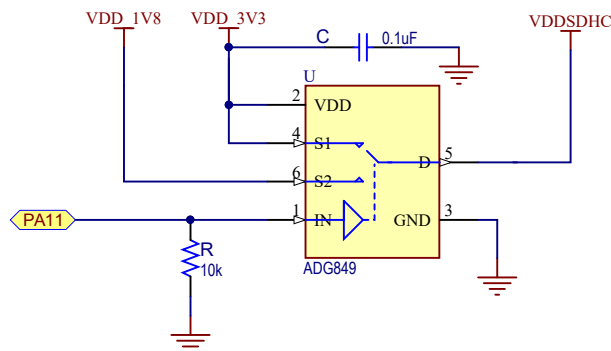 VDD_1V8
VDD_3V3
VDDSDHC
C
0.1uF
U
2
VDD
4
S1
D
5
6
S2
PA11
1
IN
GND
3
R
10k
ADG849